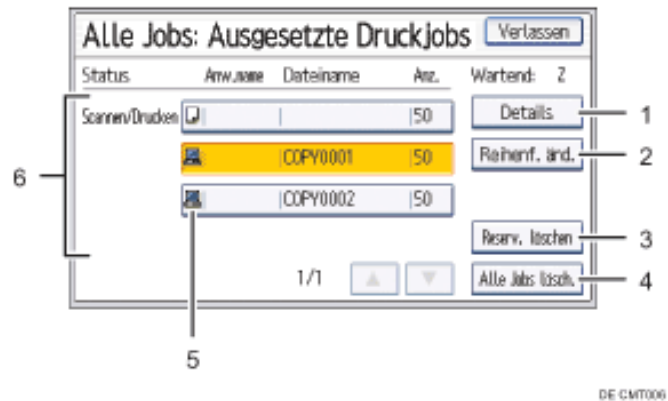 Alle Jobs: Ausgesetzte Druckjobs Verlassen
Status Anw.name Dateiname Anz. Wartend: 2
Scannen/Drucken 50 Details 1
COPY0001 50 Reihenf. änd. 2
6
COPY0002 50
Reserv. löschen 3
1/1 Alle Jobs lösch. 4
5
DE CMT006